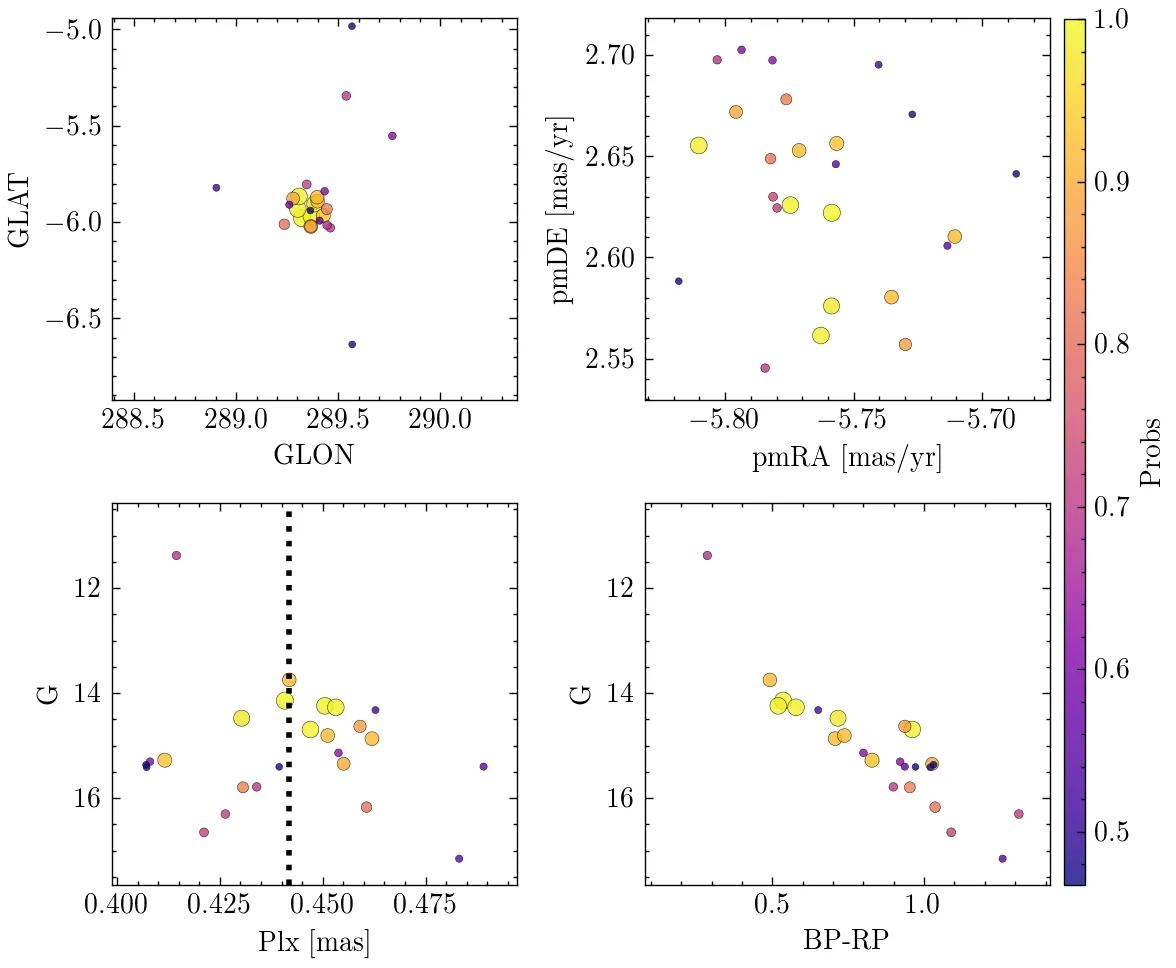 −5.0
−5.5
−6.0
−6.5
GLAT
288.5 289.0 289.5 290.0
GLON
2.70
2.65
2.60
2.55
pmDE [mas/yr]
−5.80 −5.75 −5.70
pmRA [mas/yr]
12
14
16
G
0.400 0.425 0.450 0.475
Plx [mas]
12
14
16
G
0.5 1.0
BP-RP
1.0
0.9
0.8
0.7
0.6
0.5
Probs